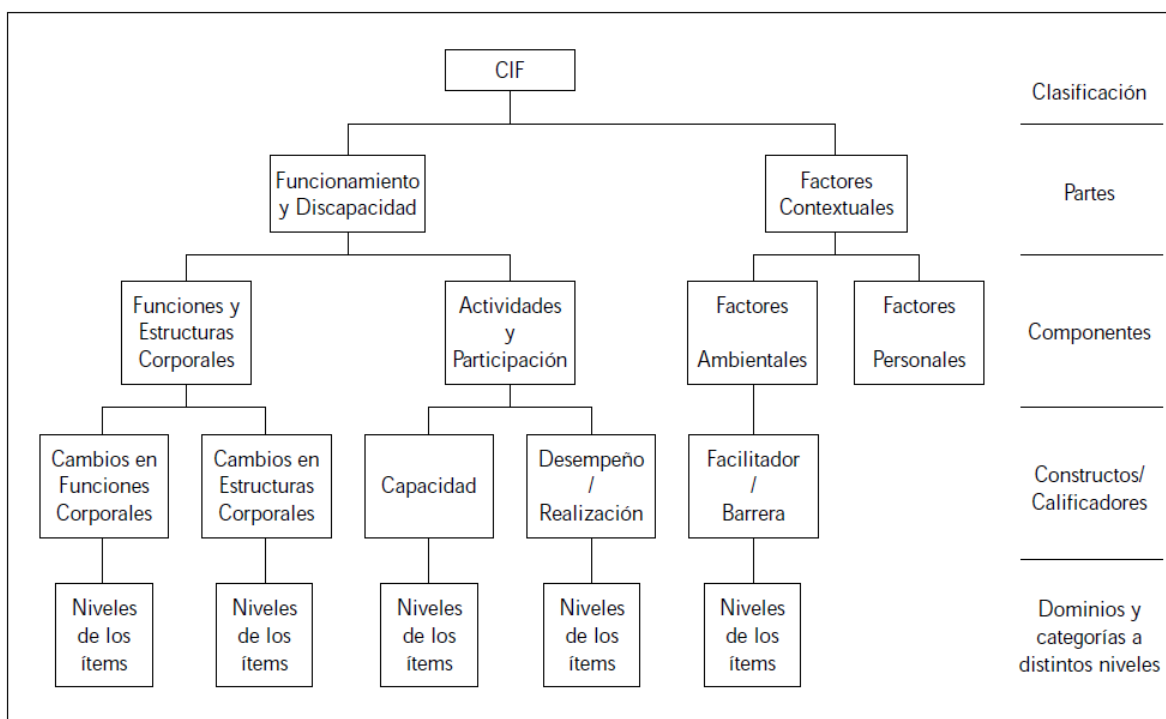 CIF
Clasificación
Funcionamiento
y Discapacidad
Factores
Contextuales
Partes
Funciones y
Estructuras
Corporales
Actividades
y
Participación
Factores
Ambientales
Factores
Personales
Componentes
Cambios en
Funciones
Corporales
Cambios en
Estructuras
Corporales
Capacidad
Desempeño
/
Realización
Facilitador
/
Barrera
Constructos/
Calificadores
Niveles
de los
ítems
Niveles
de los
ítems
Niveles
de los
ítems
Niveles
de los
ítems
Niveles
de los
ítems
Dominios y
categorías a
distintos niveles